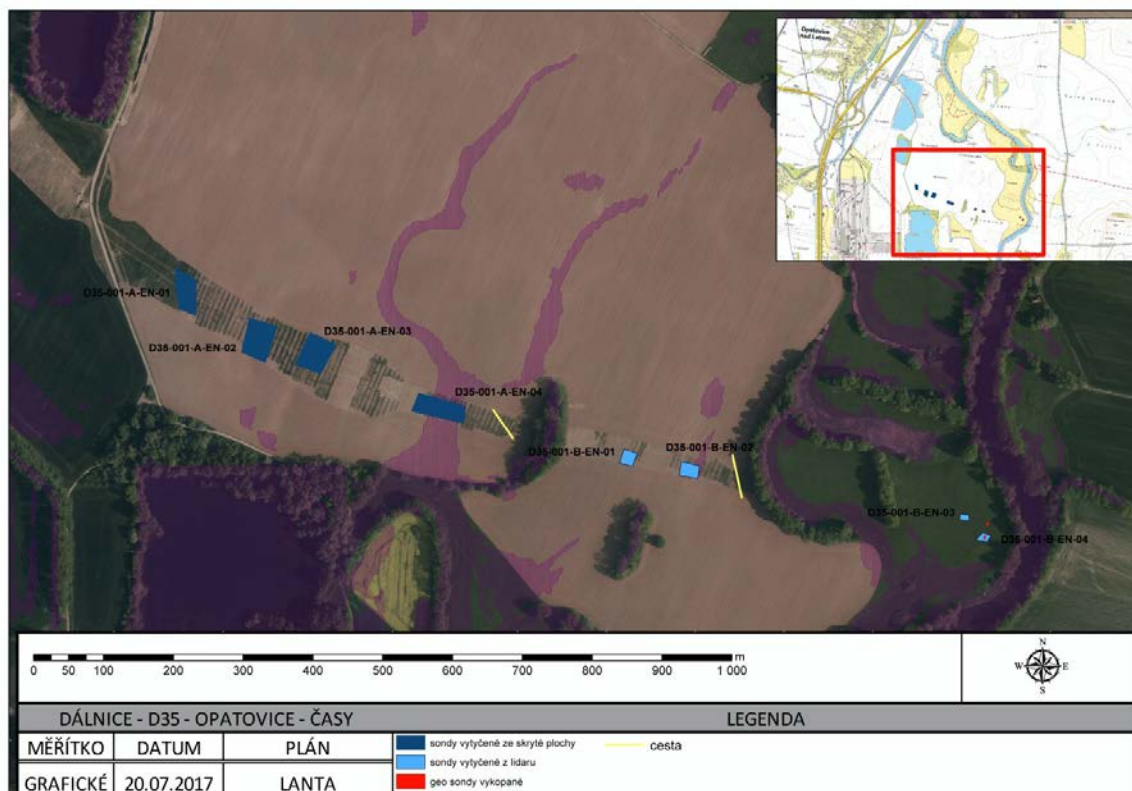 Opatovice
nad Labem
D35-001-A-EN-01
D35-001-A-EN-02
D35-001-A-EN-03
D35-001-A-EN-04
D35-001-B-EN-01
D35-001-B-EN-02
D35-001-B-EN-03
D35-001-B-EN-04
0 50 100 200 300 400 500 600 700 800 900 1 000 m
N
W E
S
DÁLNICE - D35 - OPATOVICE - ČASY
LEGENDA
MĚŘÍTKO DATUM PLÁN
GRAFICKÉ 20.07.2017 LANTA
sondy vytyčené ze skryté plochy
cesta
sondy vytyčené z lidaru
geo sondy vykopané